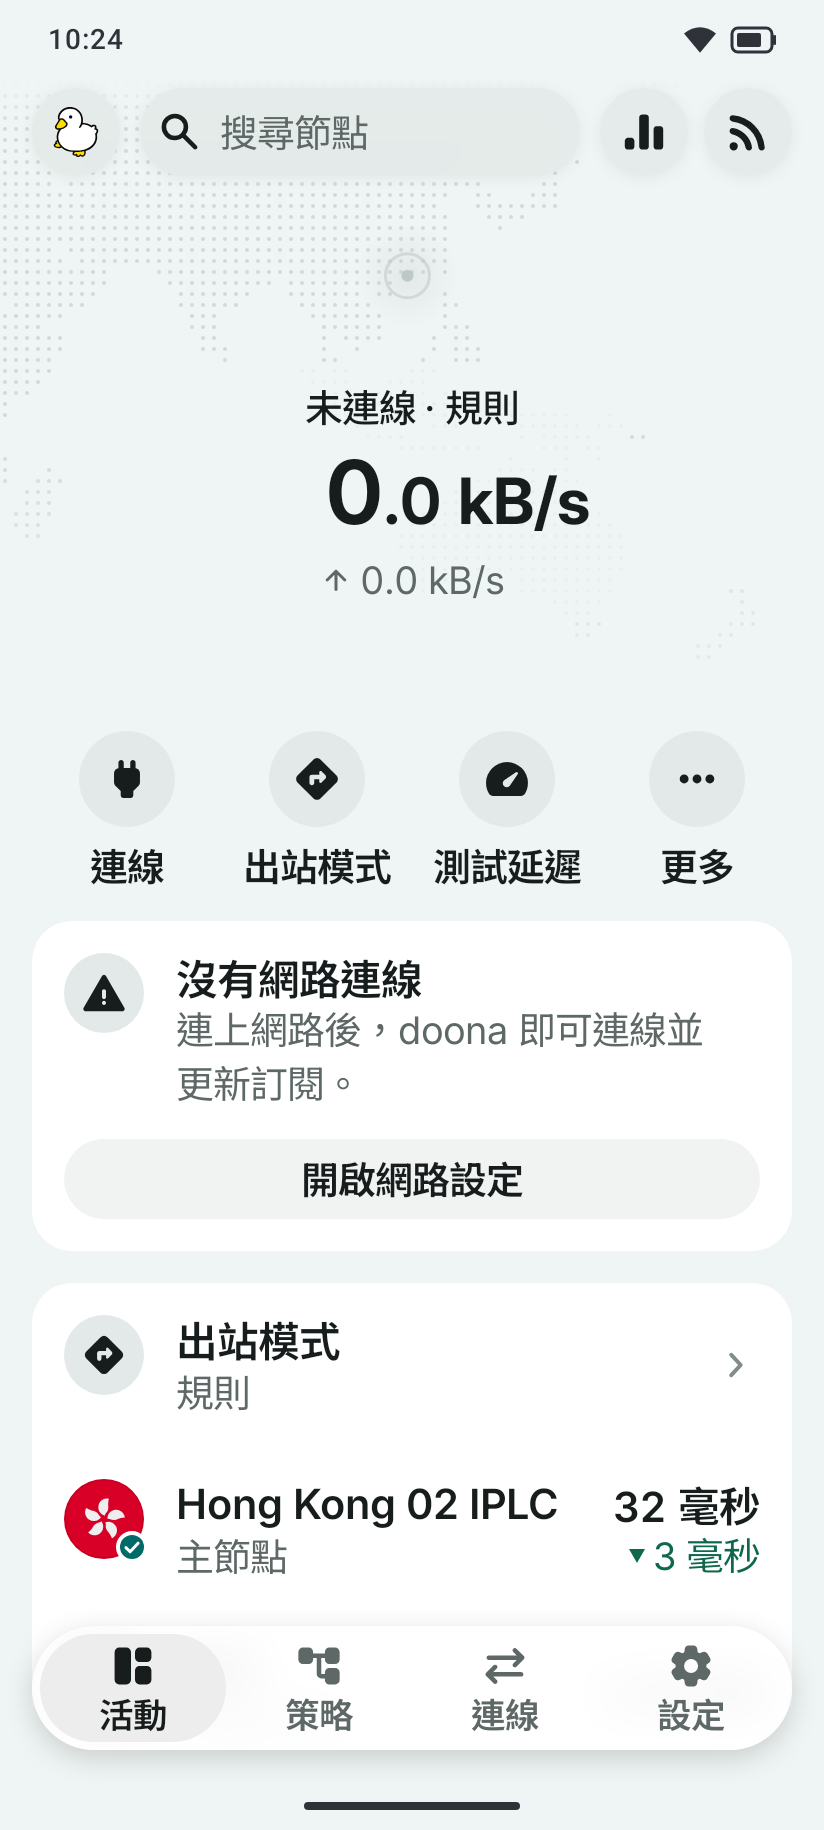 10:24
搜尋節點
未連線 · 規則
0.0 kB/s
↑ 0.0 kB/s
連線
出站模式
測試延遲
更多
沒有網路連線
連上網路後，doona 即可連線並
更新訂閱。
開啟網路設定
出站模式
規則
Hong Kong 02 IPLC
32 毫秒
主節點
▼3 毫秒
活動
策略
連線
設定